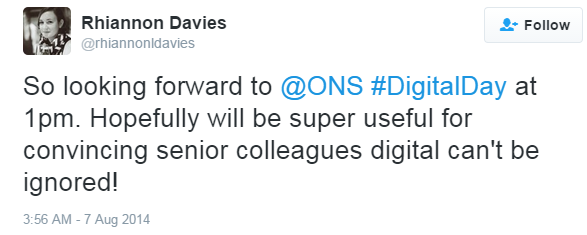 Rhiannon Davies
@rhiannonldavies
Follow
So looking forward to @ONS #DigitalDay at
1pm. Hopefully will be super useful for
convincing senior colleagues digital can't be
ignored!
3:56 AM - 7 Aug 2014